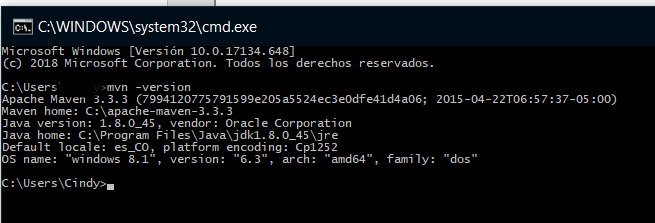 C:\WINDOWS\system32\cmd.exe
Microsoft Windows [Versión 10.0.17134.648]
(c) 2018 Microsoft Corporation. Todos los derechos reservados.
C:\Users\ y>mvn -version
Apache Maven 3.3.3 (7994120775791599e205a5524ec3e0dfe41d4a06; 2015-04-22T06:57:37-05:00)
Maven home: C:\apache-maven-3.3.3
Java version: 1.8.0_45, vendor: Oracle Corporation
Java home: C:\Program Files\Java\jdk1.8.0_45\jre
Default locale: es_CO, platform encoding: Cp1252
OS name: "windows 8.1", version: "6.3", arch: "amd64", family: "dos"
C:\Users\Cindy>